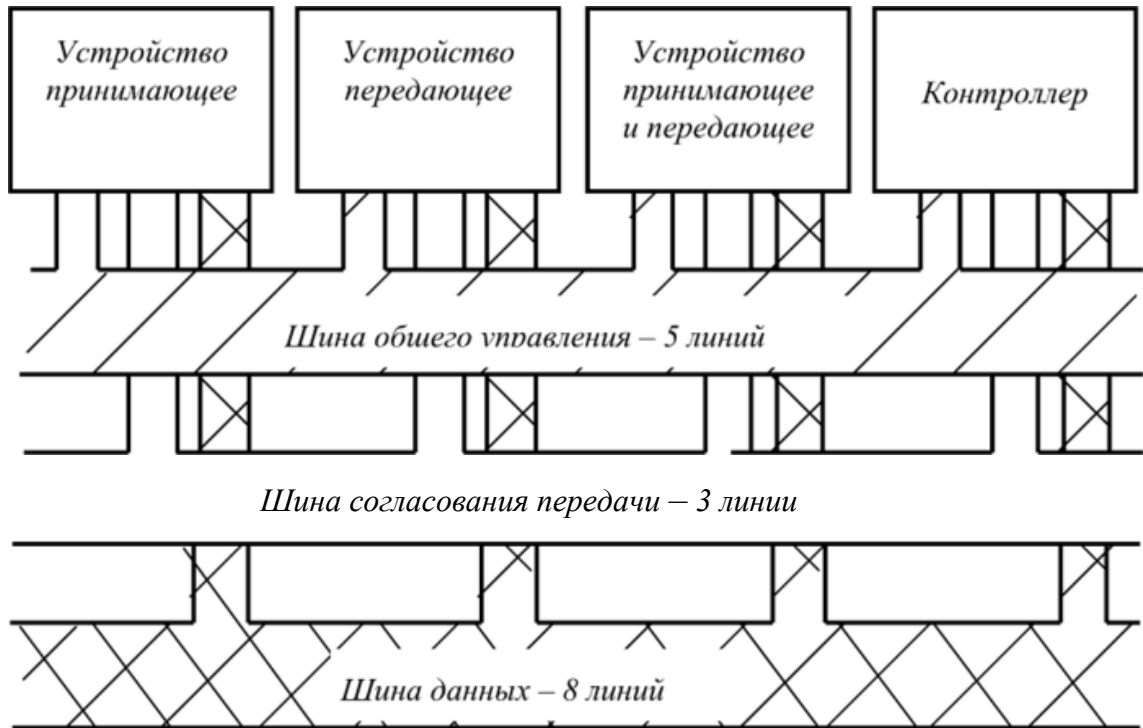 Устройство
принимающее
Устройство
передающее
Устройство
принимающее
и передающее
Контроллер
Шина общего управления – 5 линий
Шина согласования передачи – 3 линии
Шина данных – 8 линий